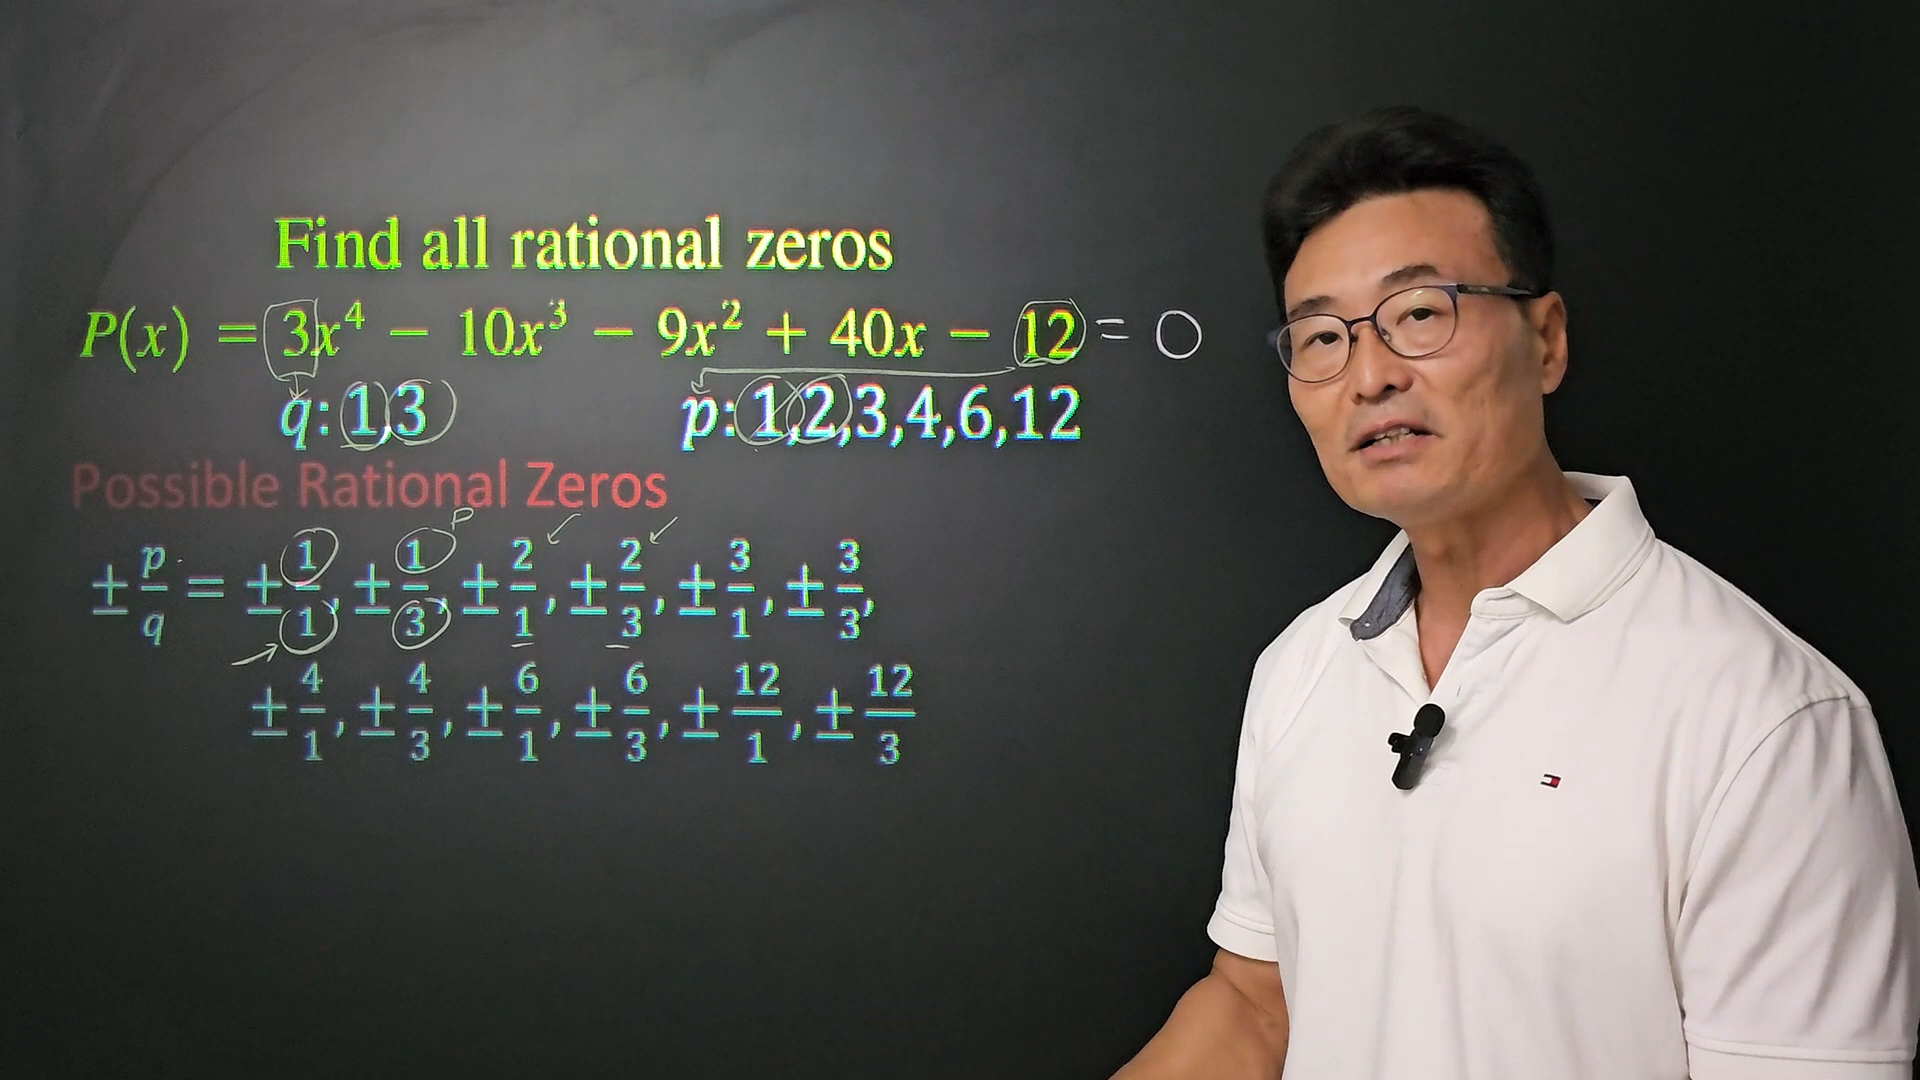 Find all rational zeros
P(x) = 3x⁴ − 10x³ − 9x² + 40x − 12 = 0
q: 1,3 p: 1,2,3,4,6,12
Possible Rational Zeros
P
± p/q = ± 1/1, ± 1/3, ± 2/1, ± 2/3, ± 3/1, ± 3/3,
± 4/1, ± 4/3, ± 6/1, ± 6/3, ± 12/1, ± 12/3